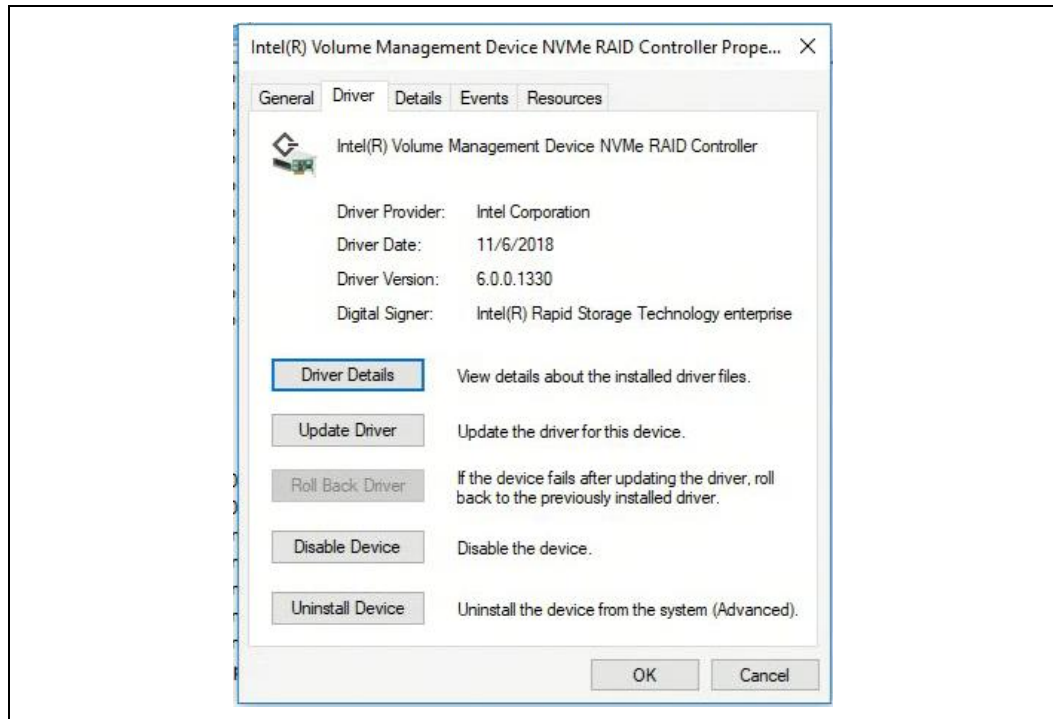 Intel(R) Volume Management Device NVMe RAID Controller Prope...
General Driver Details Events Resources
Intel(R) Volume Management Device NVMe RAID Controller
Driver Provider: Intel Corporation
Driver Date: 11/6/2018
Driver Version: 6.0.0.1330
Digital Signer: Intel(R) Rapid Storage Technology enterprise
Driver Details View details about the installed driver files.
Update Driver Update the driver for this device.
Roll Back Driver If the device fails after updating the driver, roll
back to the previously installed driver.
Disable Device Disable the device.
Uninstall Device Uninstall the device from the system (Advanced).
OK Cancel